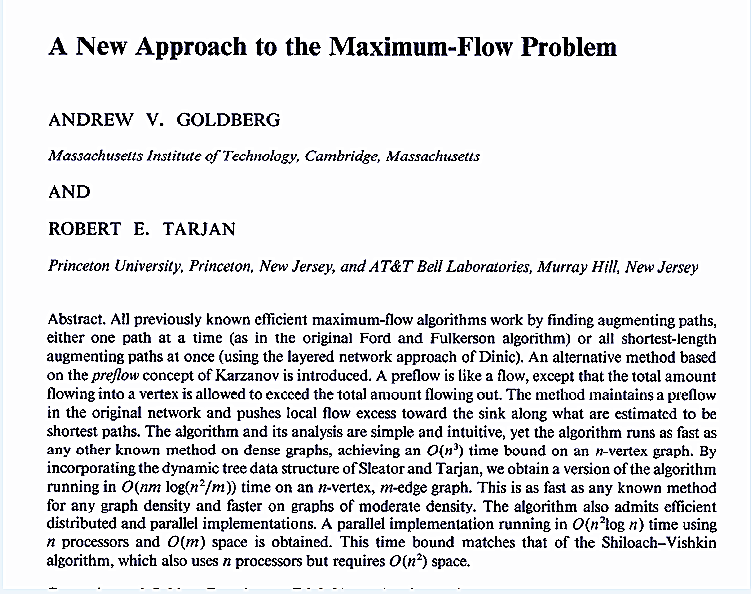 A New Approach to the Maximum-Flow Problem
ANDREW V. GOLDBERG
Massachusetts Institute of Technology, Cambridge, Massachusetts
AND
ROBERT E. TARJAN
Princeton University, Princeton, New Jersey, and AT&T Bell Laboratories, Murray Hill, New Jersey
Abstract. All previously known efficient maximum-flow algorithms work by finding augmenting paths,
either one path at a time (as in the original Ford and Fulkerson algorithm) or all shortest-length
augmenting paths at once (using the layered network approach of Dinic). An alternative method based
on the preflow concept of Karzanov is introduced. A preflow is like a flow, except that the total amount
flowing into a vertex is allowed to exceed the total amount flowing out. The method maintains a preflow
in the original network and pushes local flow excess toward the sink along what are estimated to be
shortest paths. The algorithm and its analysis are simple and intuitive, yet the algorithm runs as fast as
any other known method on dense graphs, achieving an O(n³) time bound on an n-vertex graph. By
incorporating the dynamic tree data structure of Sleator and Tarjan, we obtain a version of the algorithm
running in O(nm log(n²/m)) time on an n-vertex, m-edge graph. This is as fast as any known method
for any graph density and faster on graphs of moderate density. The algorithm also admits efficient
distributed and parallel implementations. A parallel implementation running in O(n²log n) time using
n processors and O(m) space is obtained. This time bound matches that of the Shiloach–Vishkin
algorithm, which also uses n processors but requires O(n²) space.